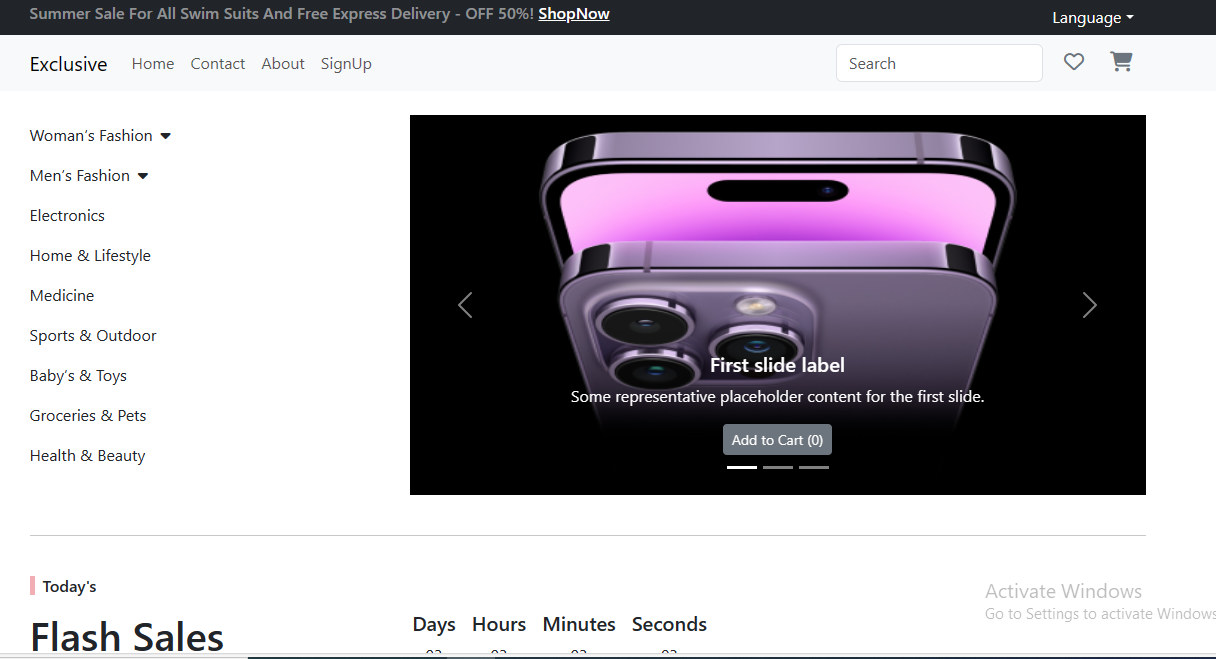 Summer Sale For All Swim Suits And Free Express Delivery - OFF 50%! ShopNow
Language
Exclusive Home Contact About SignUp
Search
Woman’s Fashion
Men’s Fashion
Electronics
Home & Lifestyle
Medicine
Sports & Outdoor
Baby’s & Toys
Groceries & Pets
Health & Beauty
First slide label
Some representative placeholder content for the first slide.
Add to Cart (0)
Today's
Flash Sales
Days Hours Minutes Seconds
Activate Windows
Go to Settings to activate Windows